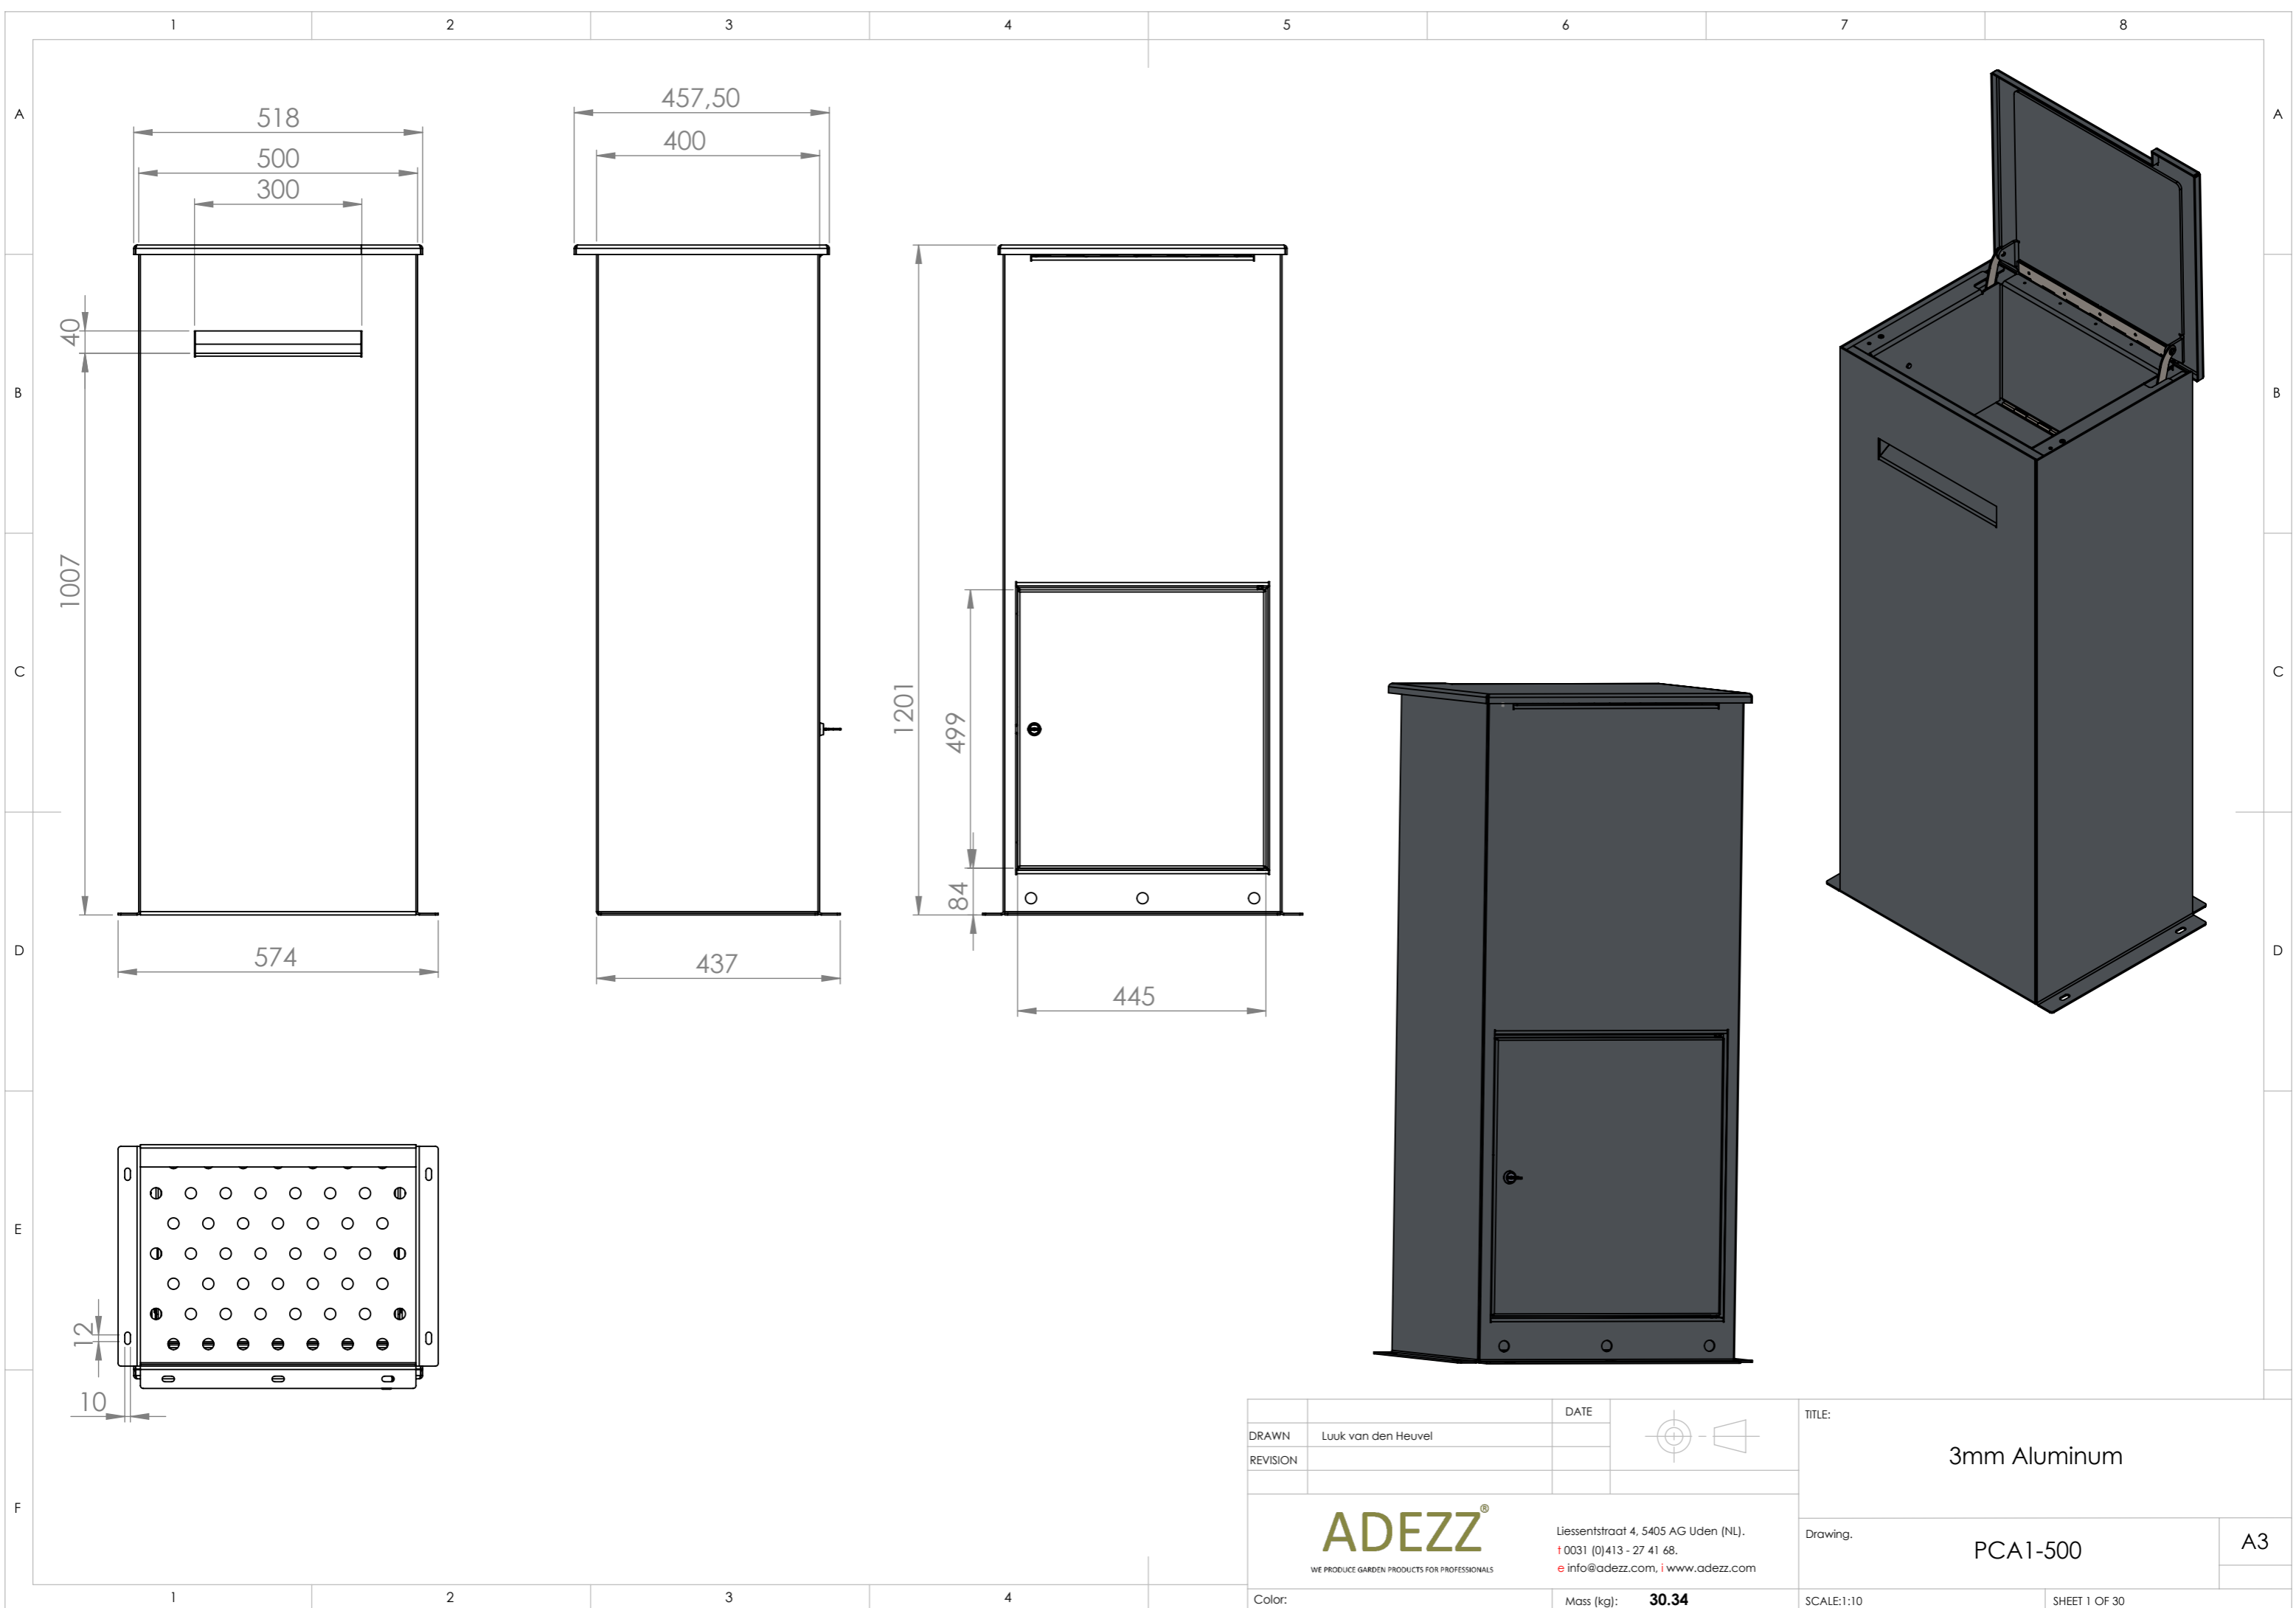 1 2 3 4 5 6 7 8
A A
518
500
300
457,50
400
40
B B
1007
C C
1201
499
84
D D
574
437
445
E E
12
10
F
1 2 3 4
DATE
DRAWN Luuk van den Heuvel
REVISION
TITLE:
3mm Aluminum
ADEZZ®
WE PRODUCE GARDEN PRODUCTS FOR PROFESSIONALS
Liessentstraat 4, 5405 AG Uden (NL).
t 0031 (0)413 - 27 41 68.
e info@adezz.com, i www.adezz.com
Drawing.
PCA1-500
A3
Color:
Mass (kg): 30.34
SCALE:1:10
SHEET 1 OF 30